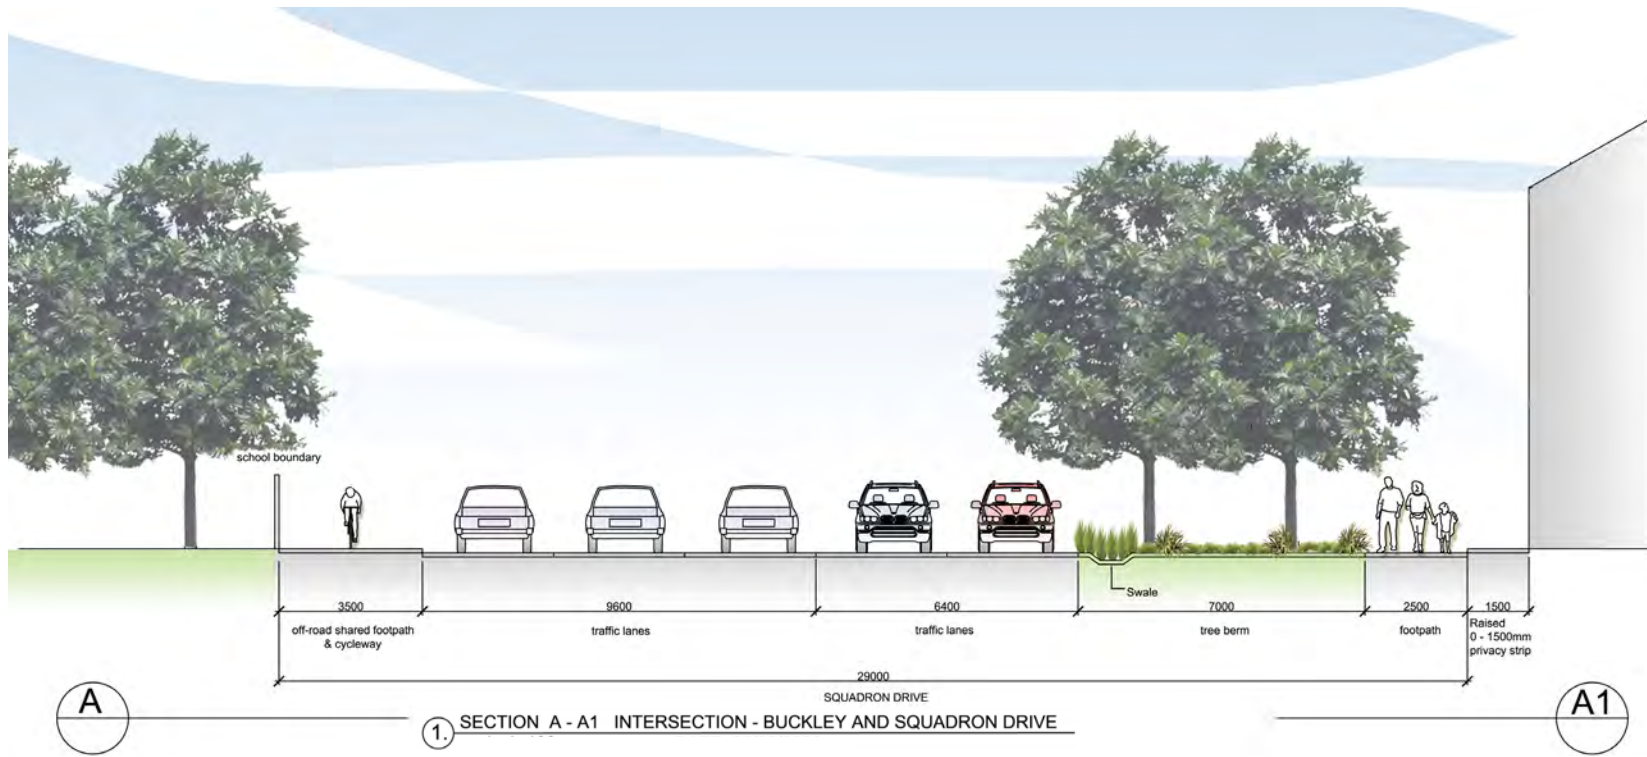 school boundary
Swale
3500
9600
6400
7000
2500
1500
off-road shared footpath
& cycleway
traffic lanes
traffic lanes
tree berm
footpath
Raised
0 - 1500mm
privacy strip
29000
SQUADRON DRIVE
A
A1
1.
SECTION A - A1 INTERSECTION - BUCKLEY AND SQUADRON DRIVE